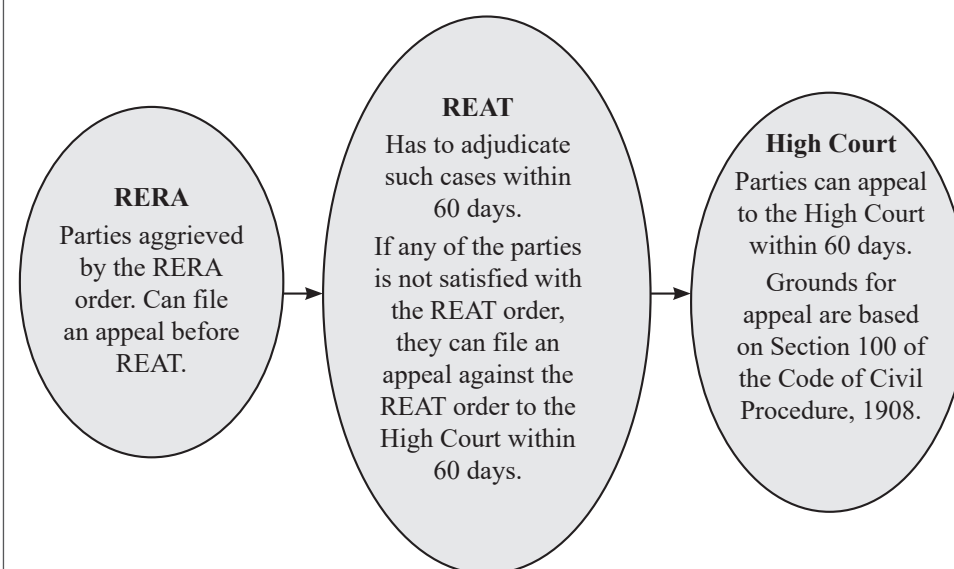 RERA
Parties aggrieved
by the RERA
order. Can file
an appeal before
REAT.
REAT
Has to adjudicate
such cases within
60 days.
If any of the parties
is not satisfied with
the REAT order,
they can file an
appeal against the
REAT order to the
High Court within
60 days.
High Court
Parties can appeal
to the High Court
within 60 days.
Grounds for
appeal are based
on Section 100 of
the Code of Civil
Procedure, 1908.